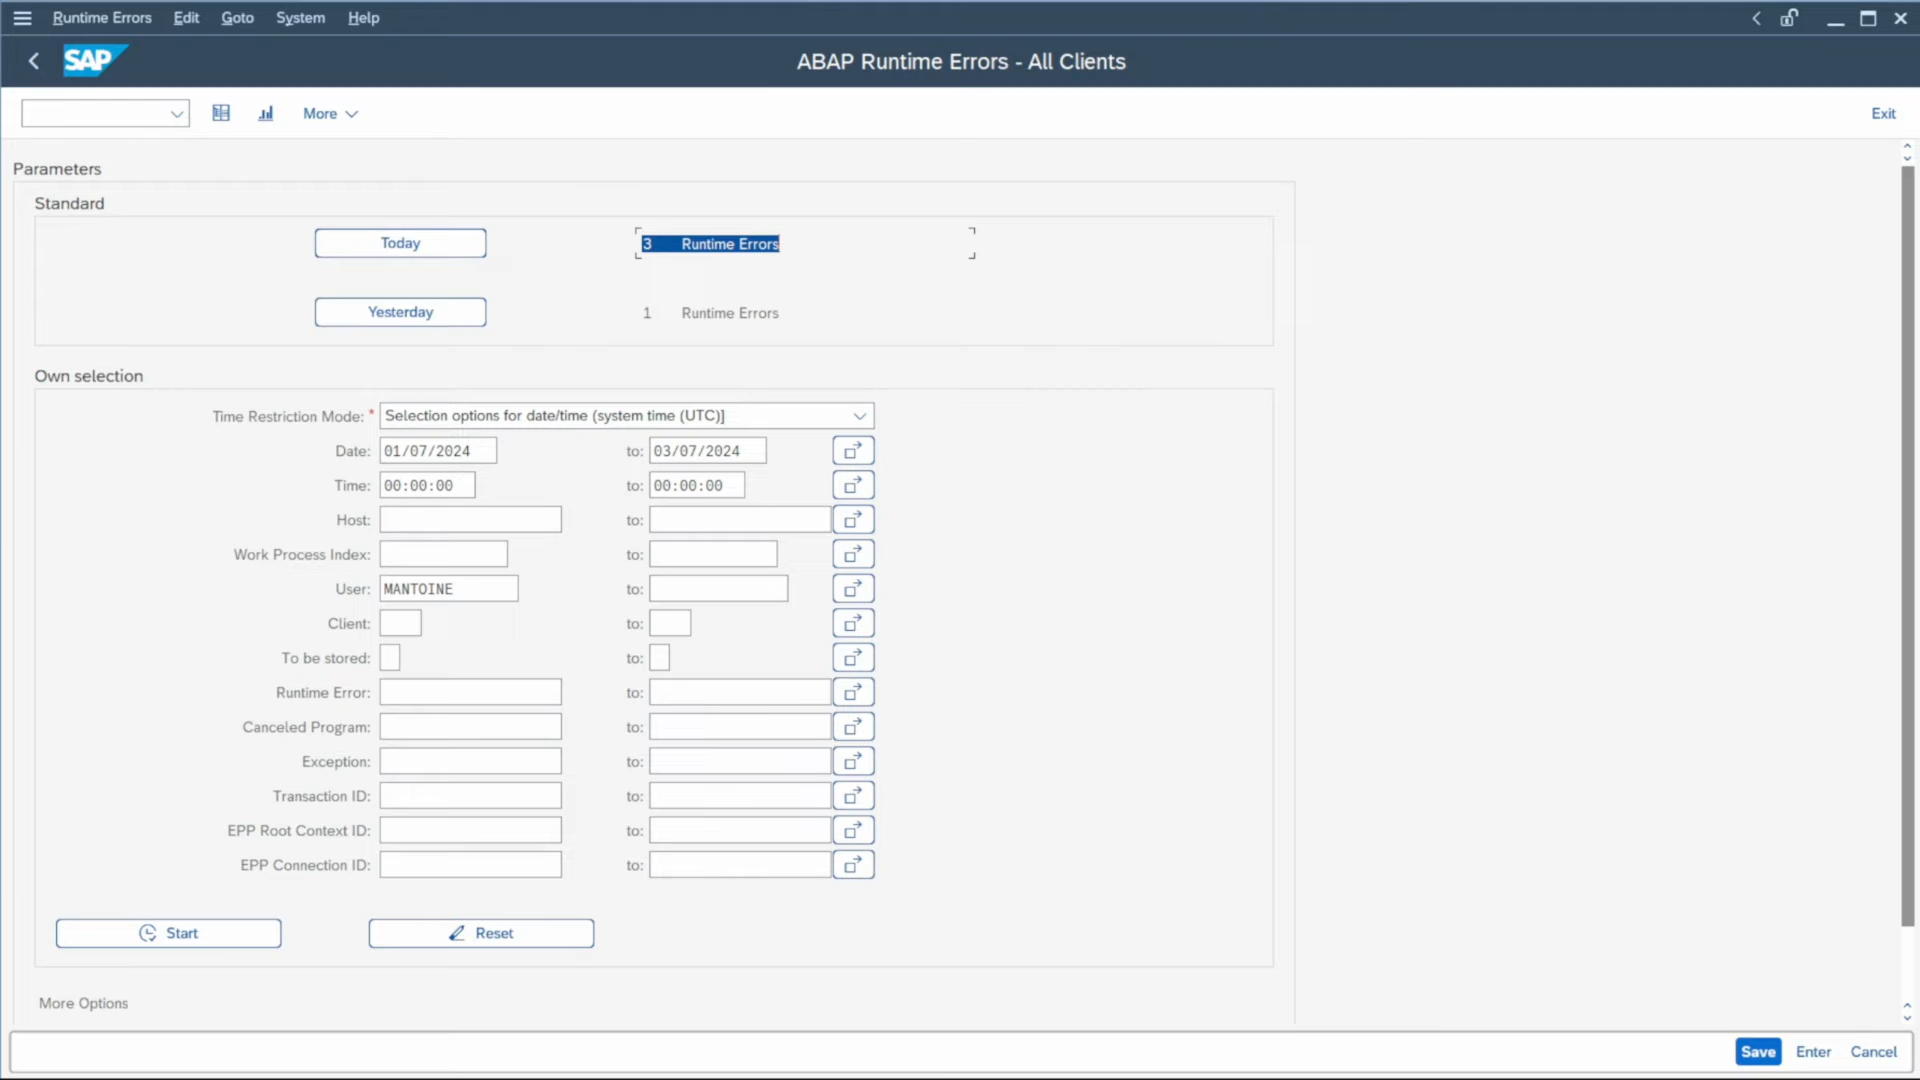 Runtime Errors Edit Goto System Help
SAP ABAP Runtime Errors - All Clients
More Exit
Parameters
Standard
Today 3 Runtime Errors
Yesterday 1 Runtime Errors
Own selection
Time Restriction Mode: * Selection options for date/time (system time (UTC)]
Date: 01/07/2024 to: 03/07/2024
Time: 00:00:00 to: 00:00:00
Host: to:
Work Process Index: to:
User: MANTOINE to:
Client: to:
To be stored: to:
Runtime Error: to:
Canceled Program: to:
Exception: to:
Transaction ID: to:
EPP Root Context ID: to:
EPP Connection ID: to:
Start Reset
More Options
Save Enter Cancel